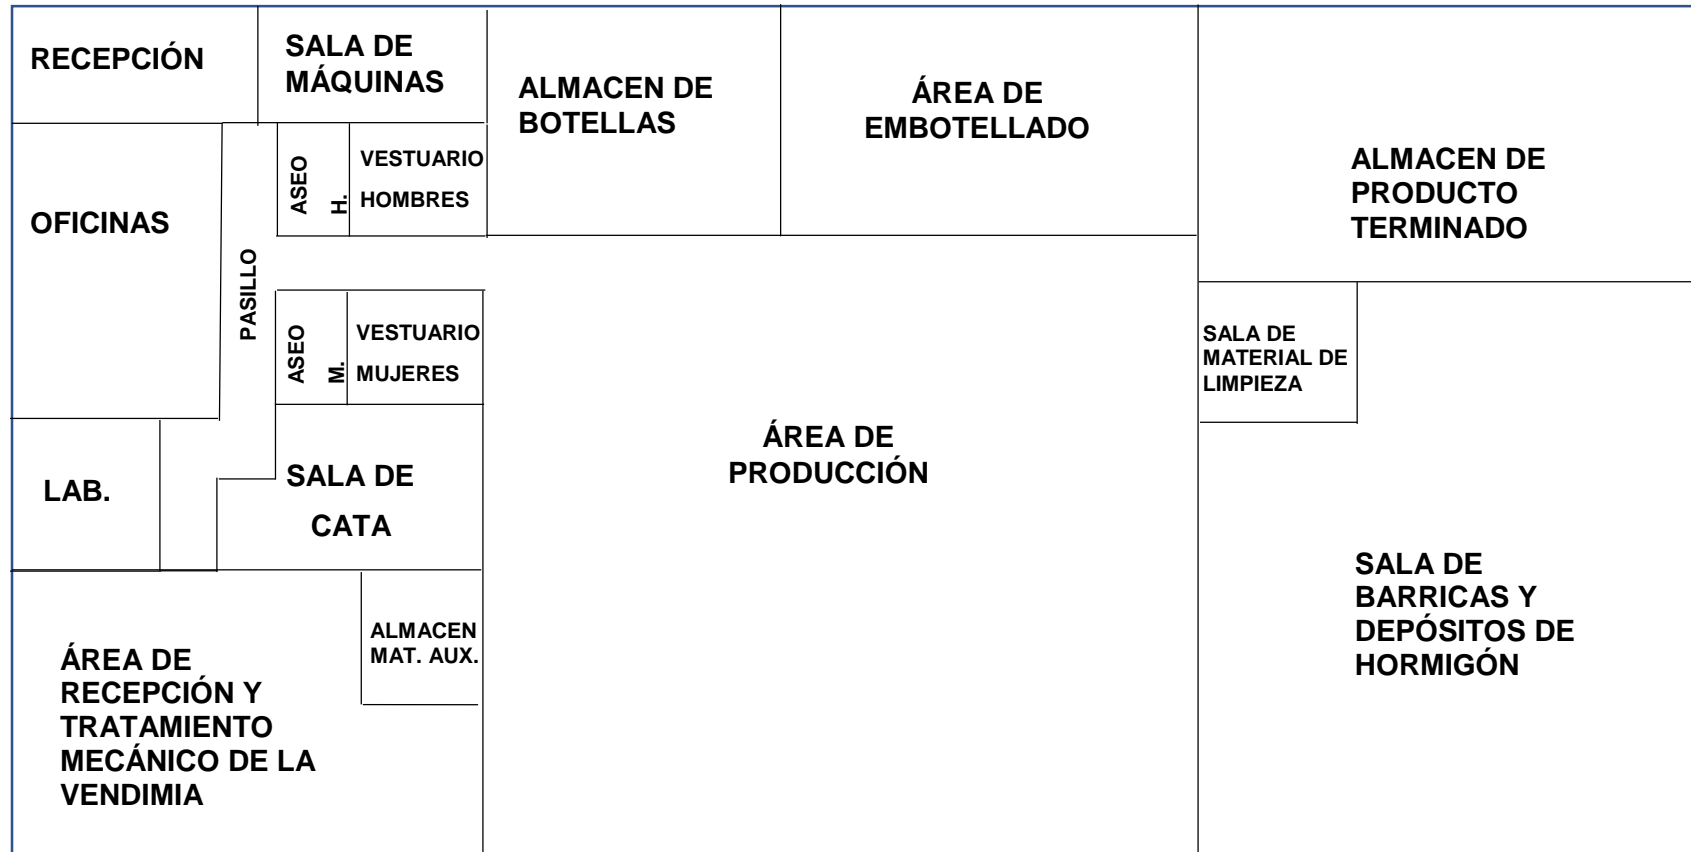 RECEPCIÓN
SALA DE
MÁQUINAS
ALMACEN DE
BOTELLAS
ÁREA DE
EMBOTELLADO
ALMACEN DE
PRODUCTO
TERMINADO
OFICINAS
PASILLO
ASEO
H.
VESTUARIO
HOMBRES
ASEO
M.
VESTUARIO
MUJERES
SALA DE
MATERIAL DE
LIMPIEZA
LAB.
SALA DE
CATA
ÁREA DE
PRODUCCIÓN
SALA DE
BARRICAS Y
DEPÓSITOS DE
HORMIGÓN
ALMACEN
MAT. AUX.
ÁREA DE
RECEPCIÓN Y
TRATAMIENTO
MECÁNICO DE LA
VENDIMIA